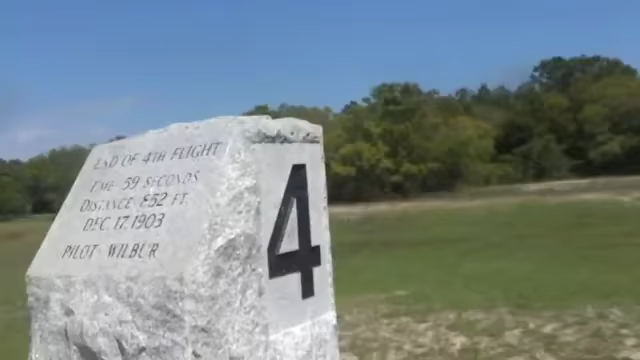 END OF 4TH FLIGHT
TIME 59 SECONDS
DISTANCE 852 FT.
DEC. 17, 1903
PILOT WILBUR
4